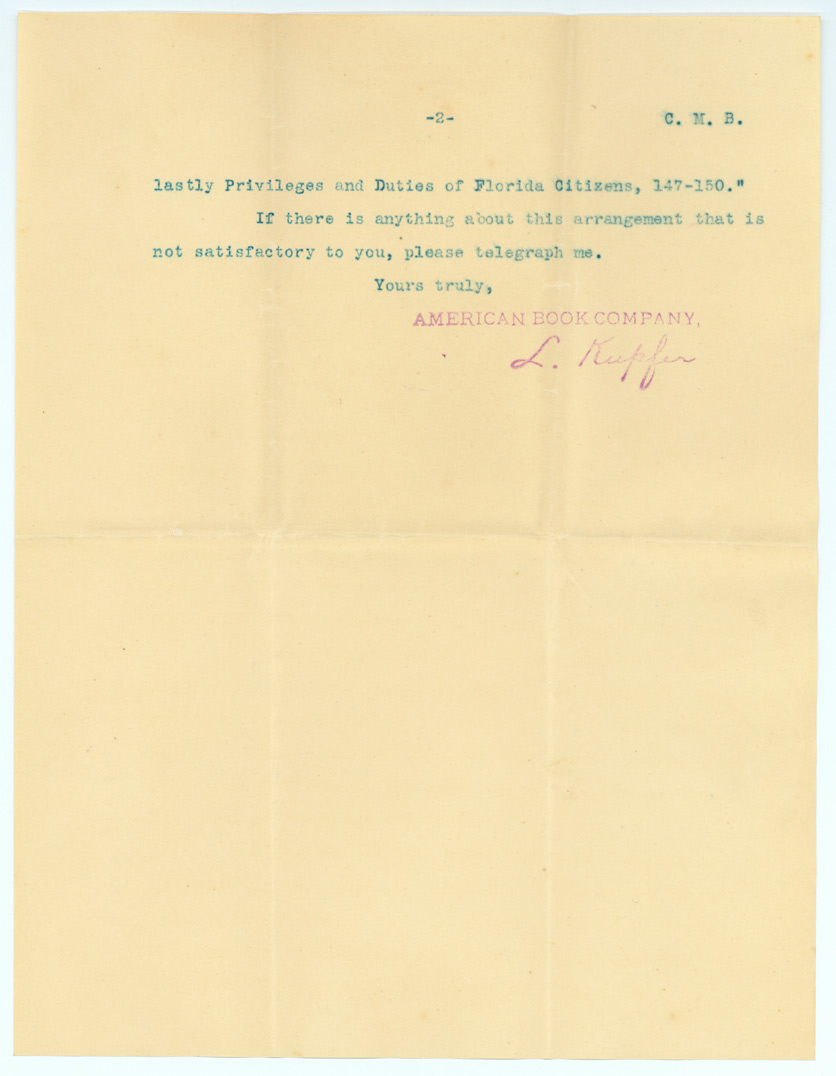 -2- C. M. B.
lastly Privileges and Duties of Florida Citizens, 147-150."
If there is anything about this arrangement that is
not satisfactory to you, please telegraph me.
Yours truly,
AMERICAN BOOK COMPANY,
L. Kupfer